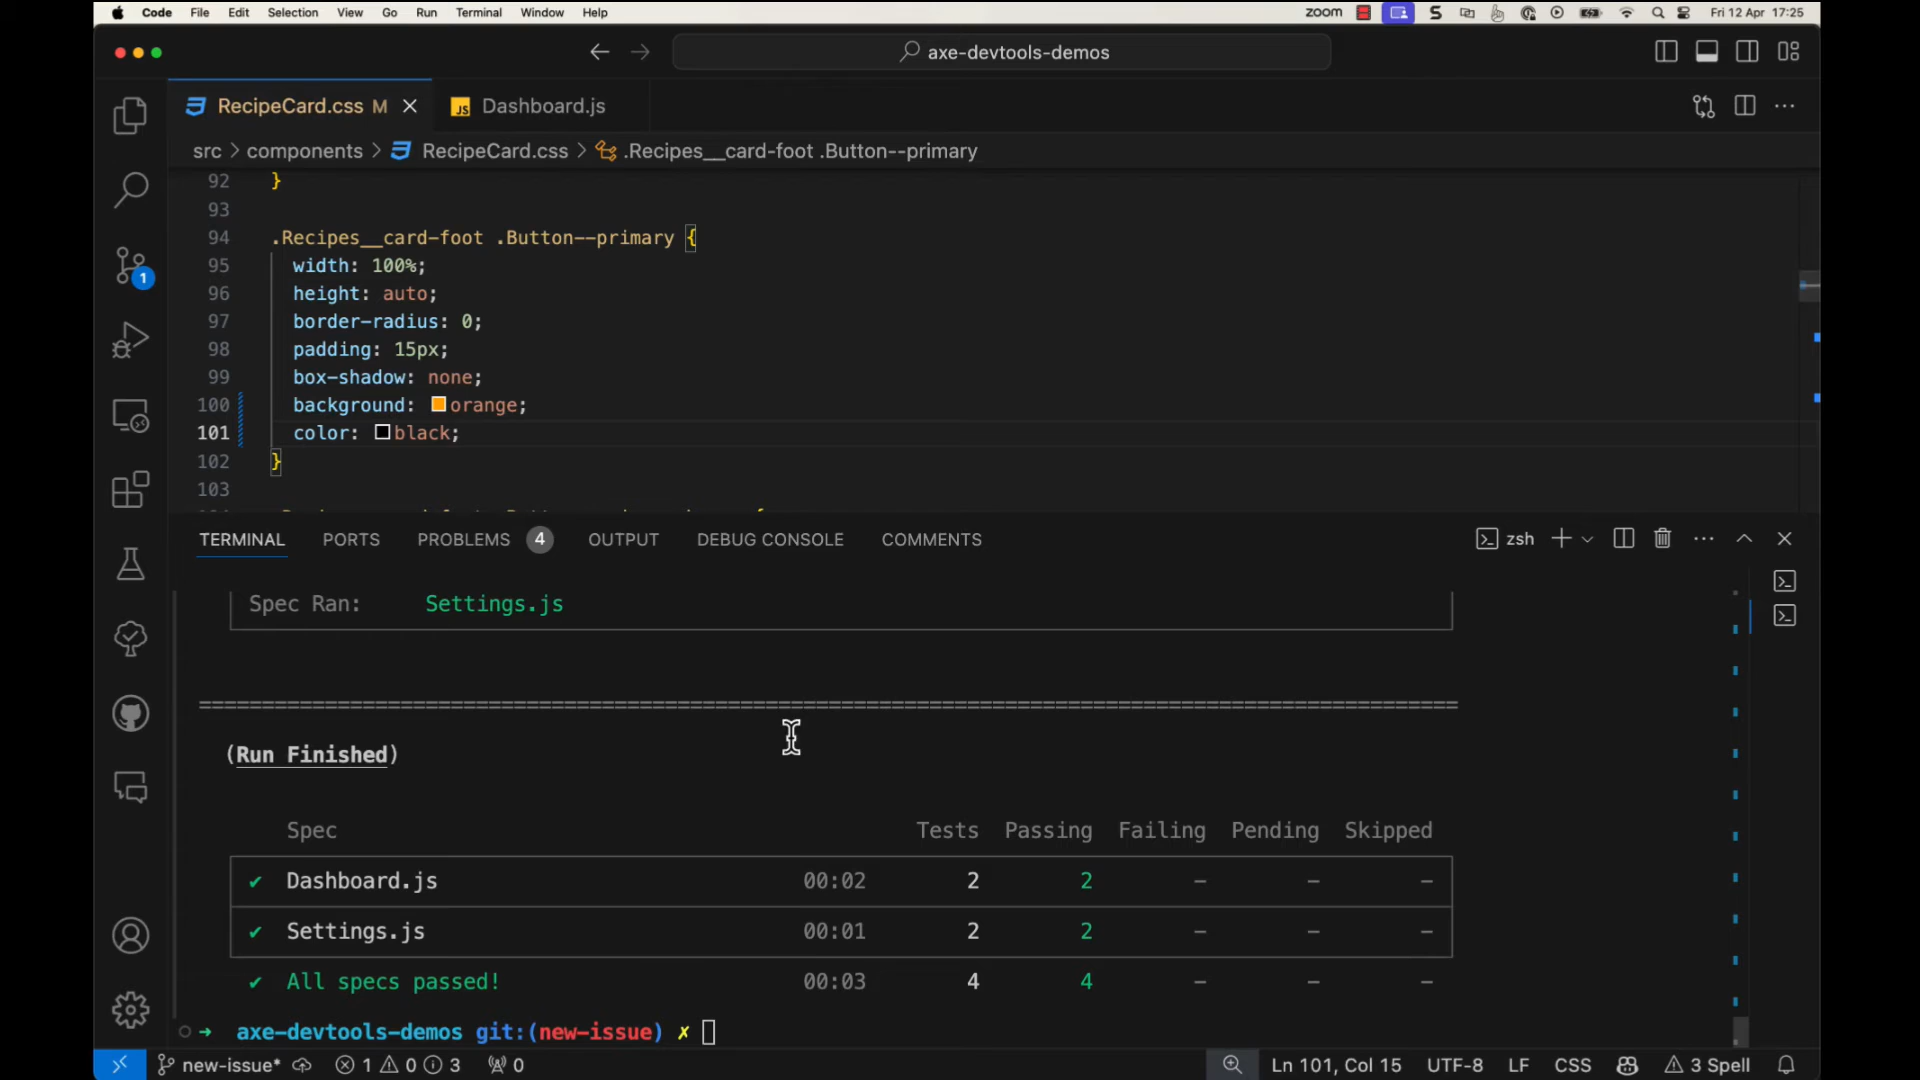 Code File Edit Selection View Go Run Terminal Window Help zoom Fri 12 Apr 17:25
axe-devtools-demos
RecipeCard.css M JS Dashboard.js
src > components > RecipeCard.css > .Recipes__card-foot .Button--primary
92 }
93
94 .Recipes__card-foot .Button--primary {
95 width: 100%;
96 height: auto;
97 border-radius: 0;
98 padding: 15px;
99 box-shadow: none;
100 background: orange;
101 color: black;
102 }
103
TERMINAL PORTS PROBLEMS 4 OUTPUT DEBUG CONSOLE COMMENTS zsh
1
Spec Ran: Settings.js
(Run Finished)
Spec Tests Passing Failing Pending Skipped
✔ Dashboard.js 00:02 2 2 – – –
✔ Settings.js 00:01 2 2 – – –
✔ All specs passed! 00:03 4 4 – – –
➜ axe-devtools-demos git:(new-issue) ✗
new-issue* 1 0 3 0 Ln 101, Col 15 UTF-8 LF CSS 3 Spell